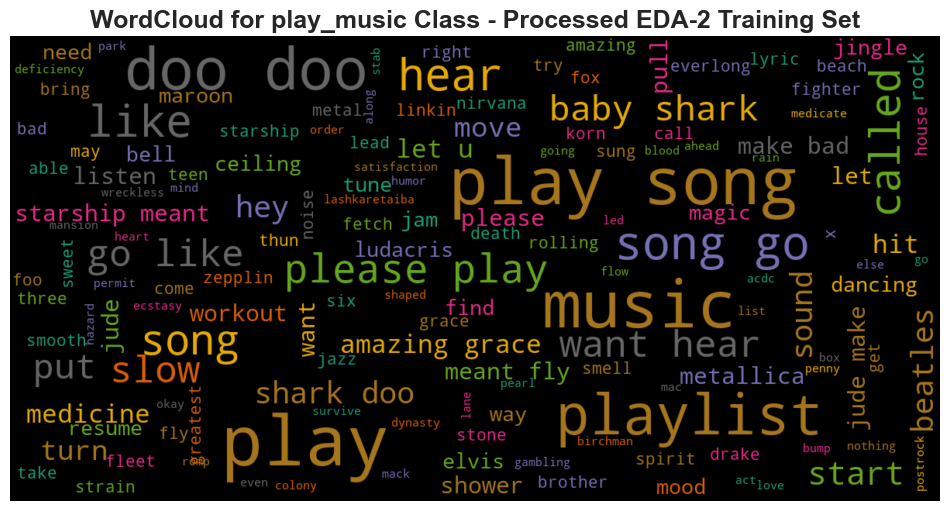 WordCloud for play_music Class - Processed EDA-2 Training Set
need park doo doo stab hear right amazing pull everlong lyric jingle
deficiency bring maroon metal along linkin nirvana try fox beach fighter rock
bad like starship lead move baby shark medicate called house
may bell ceiling order let u korn call make bad
able listen teen satisfaction going sung blood ahead rain let
wreckless mind tune humor play song
starship meant hey noise lashkaretaiba jam please led magic x
mansion heart thun fetch death rolling song go hit
go like ludacris else go
sweet permit come zepplin please play flow acdc dancing
foo three ecstasy six shaped find music list sound
smooth hazard jude song workout want grace amazing grace want hear jude make get beatles
put slow jazz meant fly smell metallica box penny
medicine okay greatest shark doo pearl mac playlist
resume fly survive dynasty lane way birchman nothing
turn fleet romp play stone drake bump postrock
take even colony mack elvis gambling spirit start
strain shower brother mood act love